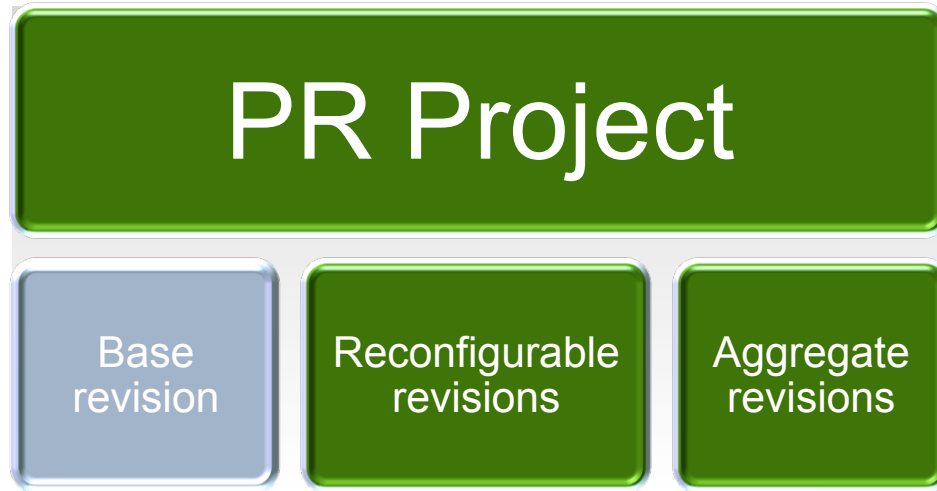 PR Project
Base
revision
Reconfigurable
revisions
Aggregate
revisions